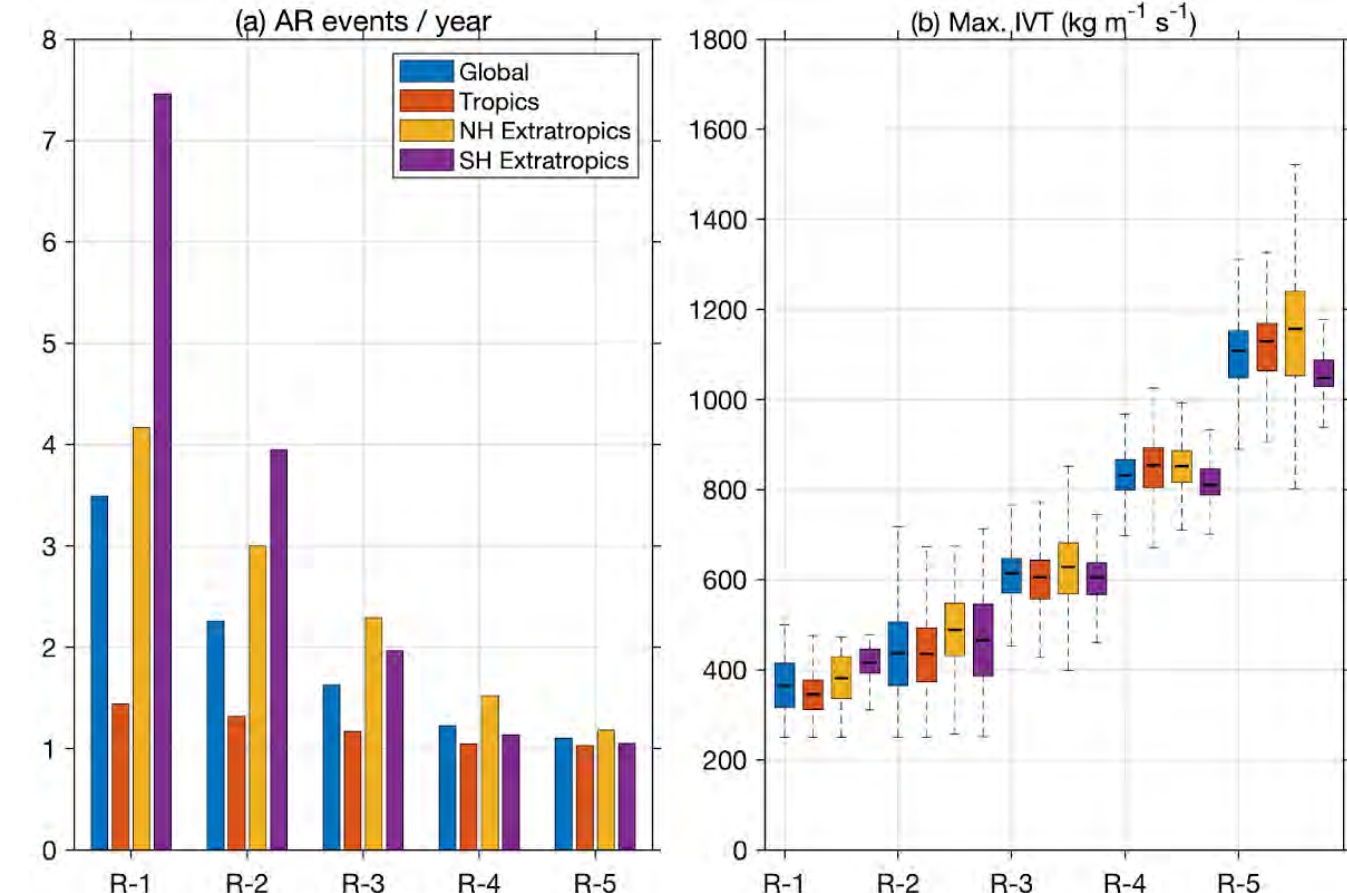 (a) AR events / year
8
7
6
5
4
3
2
1
0
Global
Tropics
NH Extratropics
SH Extratropics
R-1 R-2 R-3 R-4 R-5
(b) Max. IVT (kg m⁻¹ s⁻¹)
1800
1600
1400
1200
1000
800
600
400
200
0
R-1 R-2 R-3 R-4 R-5